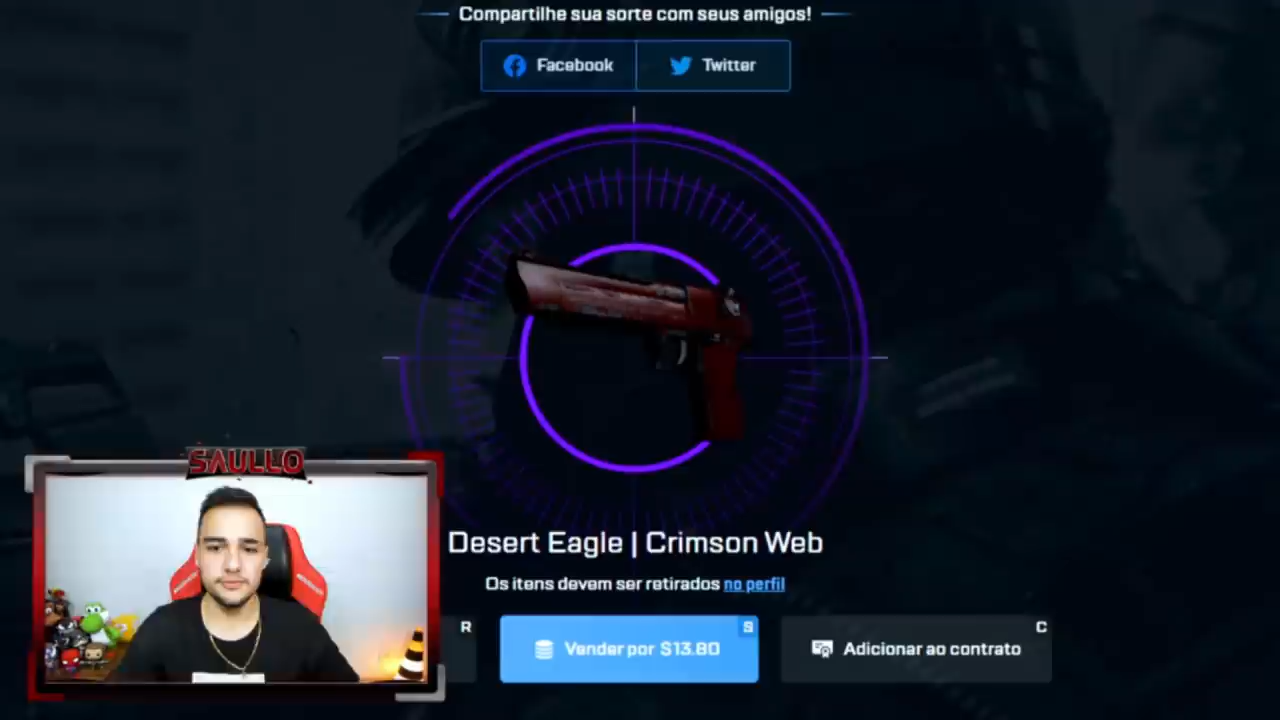 Compartilhe sua sorte com seus amigos!
Facebook
Twitter
SAULLO
Desert Eagle | Crimson Web
Os itens devem ser retirados no perfil
R
Vender por $13.80
S
Adicionar ao contrato
C